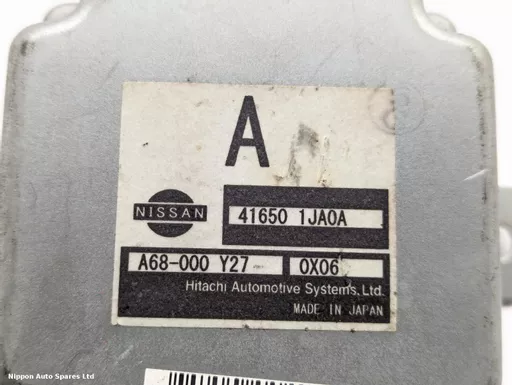 A
NISSAN
41650 1JA0A
A68-000 Y27 0X06
Hitachi Automotive Systems,Ltd.
MADE IN JAPAN
Nippon Auto Spares Ltd